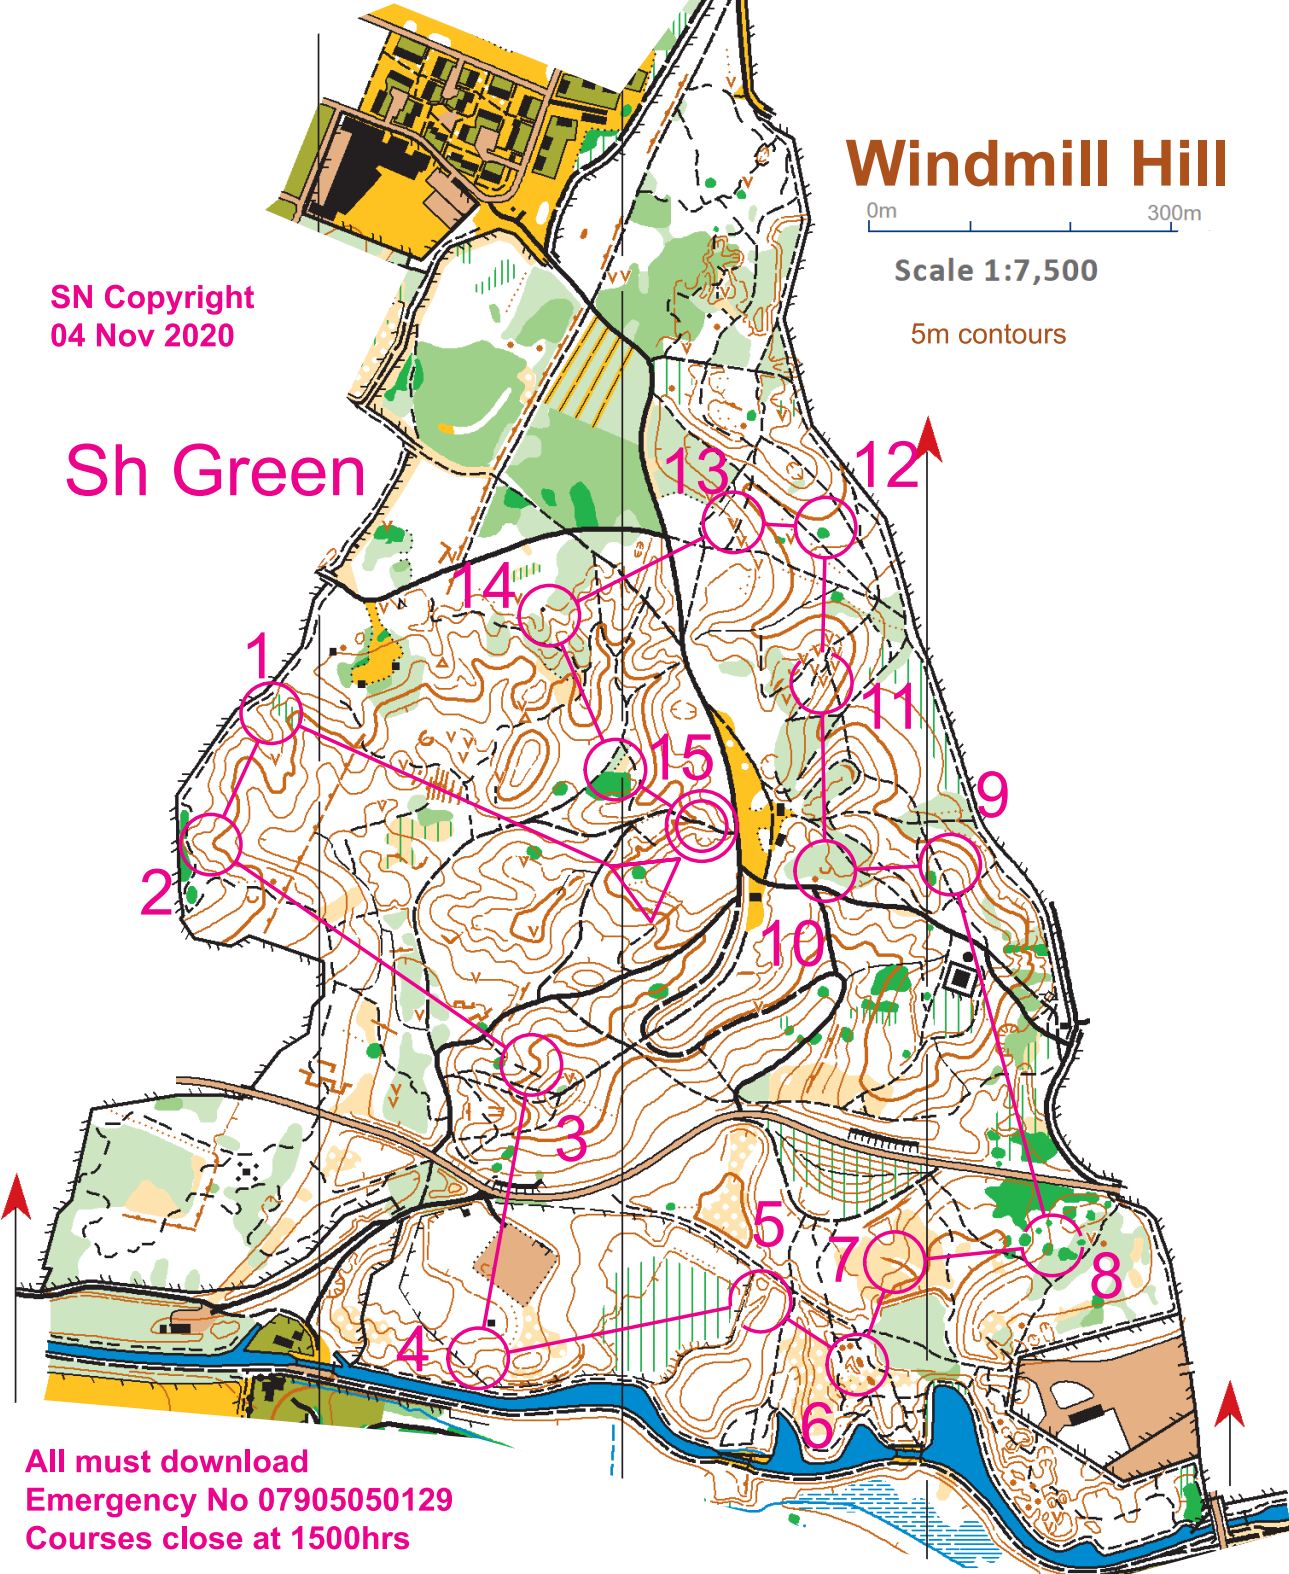 Windmill Hill
0m 300m
Scale 1:7,500
5m contours
SN Copyright
04 Nov 2020
Sh Green
12
13
14
1
11
15
9
2
10
3
5
7
8
4
6
All must download
Emergency No 07905050129
Courses close at 1500hrs